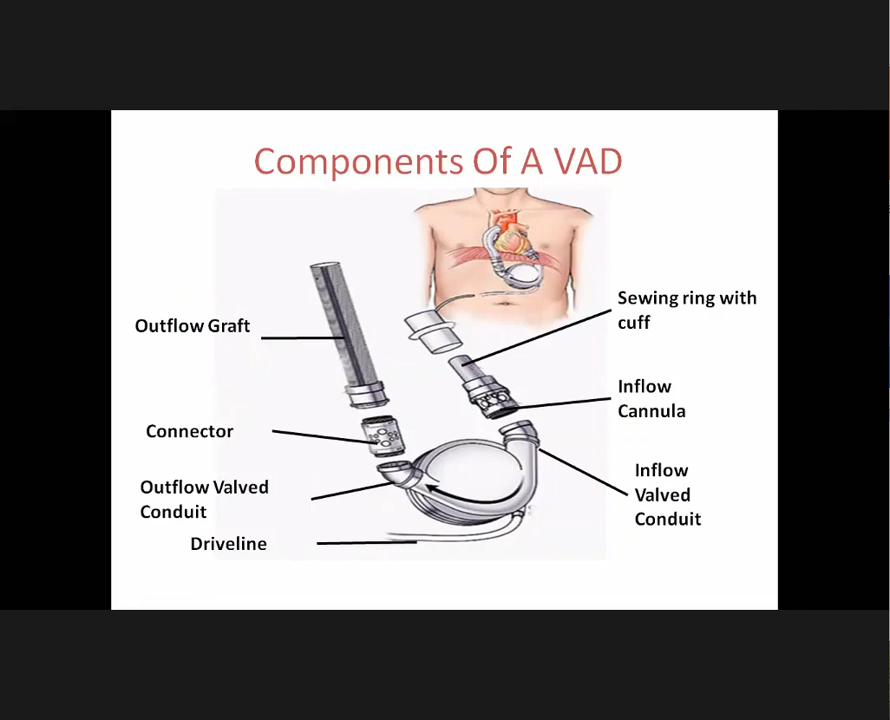 Components Of A VAD
Outflow Graft
Connector
Outflow Valved
Conduit
Driveline
Sewing ring with
cuff
Inflow
Cannula
Inflow
Valved
Conduit